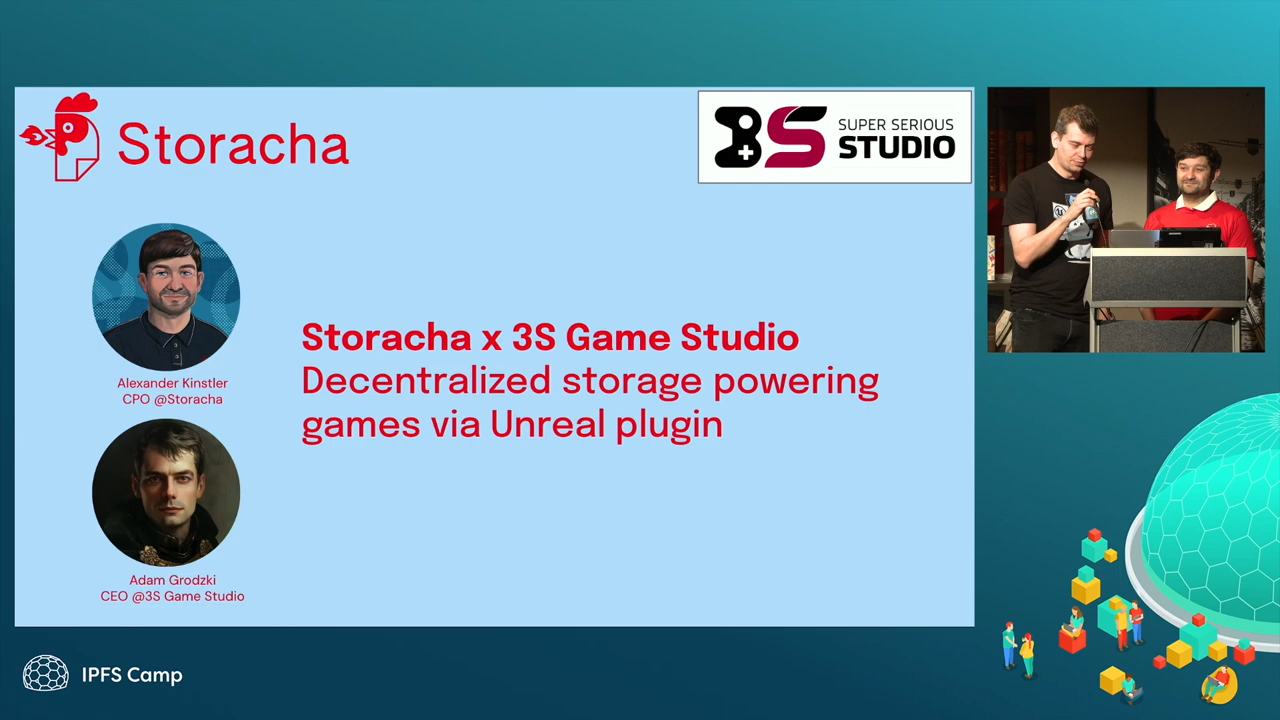 Storacha
3S SUPER SERIOUS
STUDIO
Alexander Kinstler
CPO @Storacha
Storacha x 3S Game Studio
Decentralized storage powering
games via Unreal plugin
Adam Grodzki
CEO @3S Game Studio
IPFS Camp